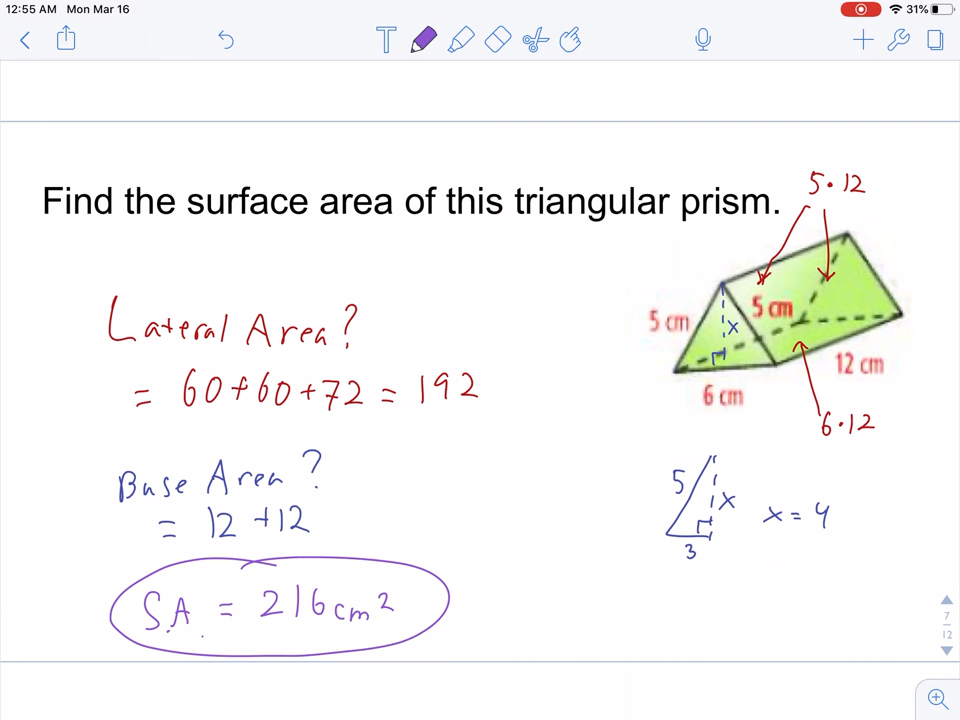 12:55 AM Mon Mar 16
31%
T
Find the surface area of this triangular prism.
5·12
Lateral Area?
= 60+60+72 = 192
5 cm
5 cm
x
12 cm
6 cm
6·12
Base Area?
= 12 +12
5
x
x = 4
3
S.A. = 216 cm²
7
12